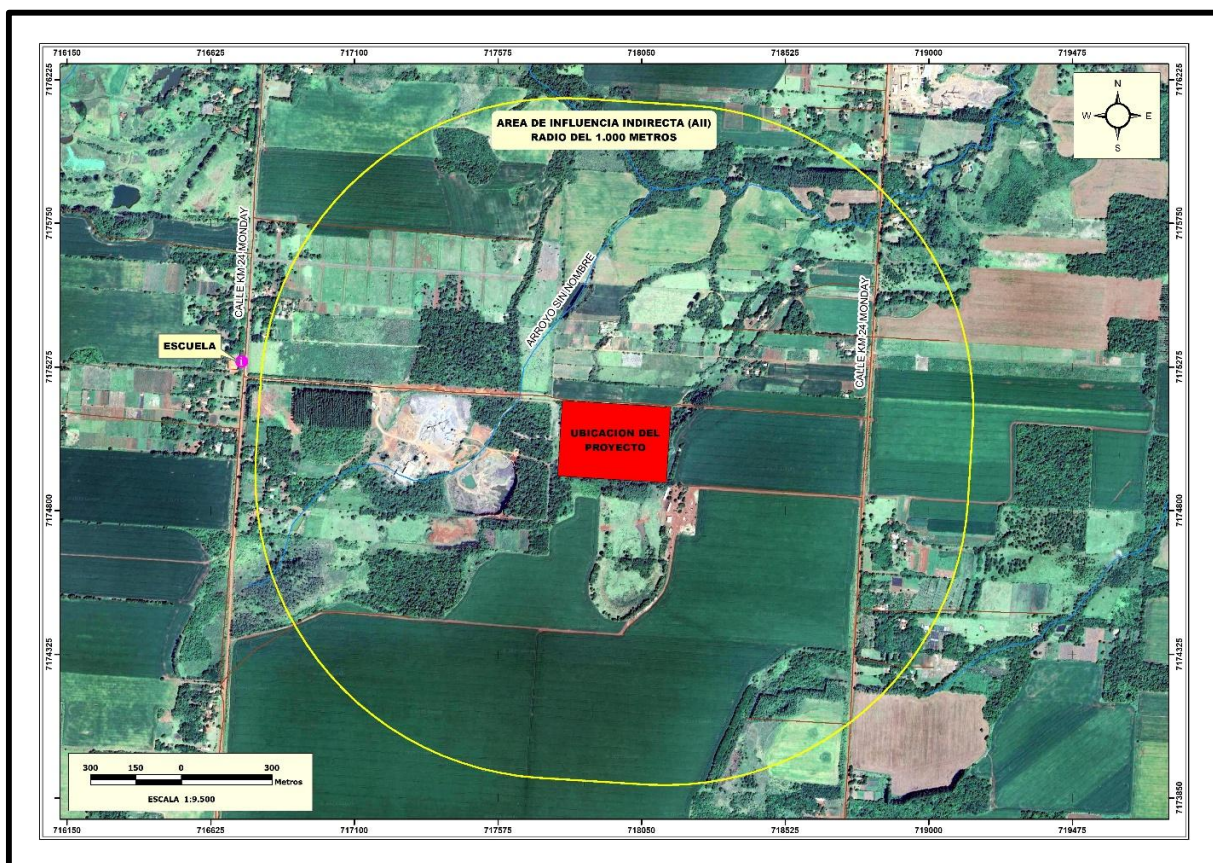 716150 716625 717100 717575 718050 718525 719000 719475
7176225
7176225
N
W E
S
AREA DE INFLUENCIA INDIRECTA (AII)
RADIO DEL 1.000 METROS
7175750
7175750
CALLE KM 24 MONDAY
ARROYO SIN NOMBRE
CALLE KM 24 MONDAY
ESCUELA
i
7175275
7175275
UBICACION DEL
PROYECTO
7174800
7174800
7174325
7174325
300 150 0 300
Metros
ESCALA 1:9.500
7173850
7173850
716150 716625 717100 717575 718050 718525 719000 719475